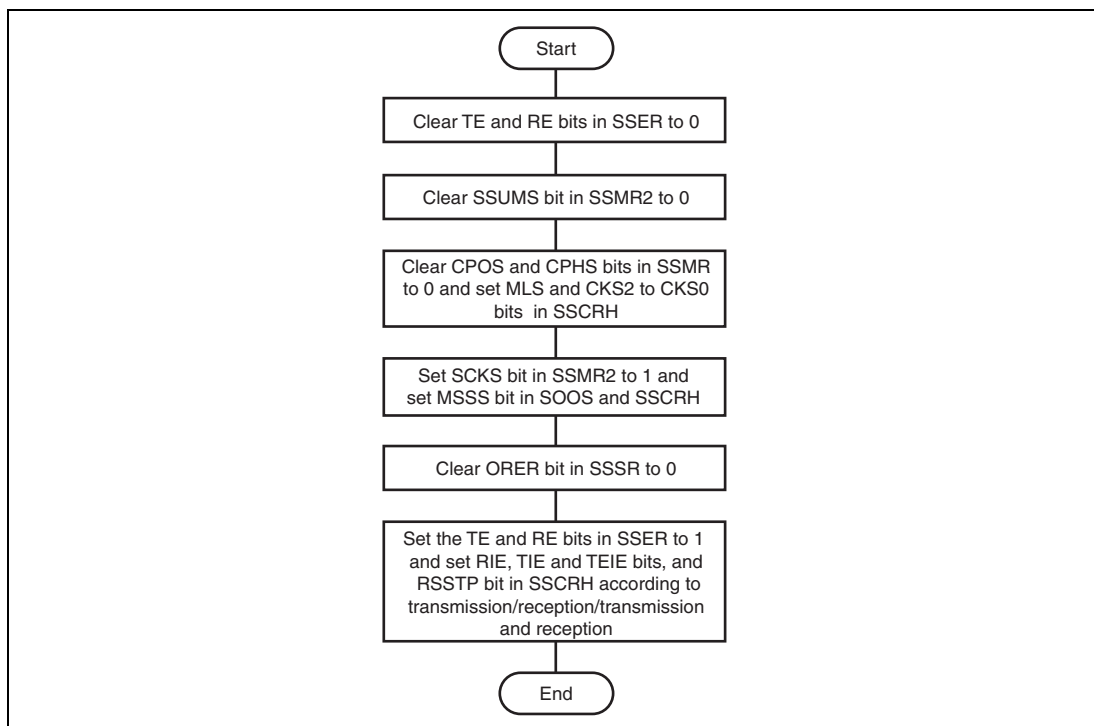 Start
Clear TE and RE bits in SSER to 0
Clear SSUMS bit in SSMR2 to 0
Clear CPOS and CPHS bits in SSMR
to 0 and set MLS and CKS2 to CKS0
bits in SSCRH
Set SCKS bit in SSMR2 to 1 and
set MSSS bit in SOOS and SSCRH
Clear ORER bit in SSSR to 0
Set the TE and RE bits in SSER to 1
and set RIE, TIE and TEIE bits, and
RSSTP bit in SSCRH according to
transmission/reception/transmission
and reception
End